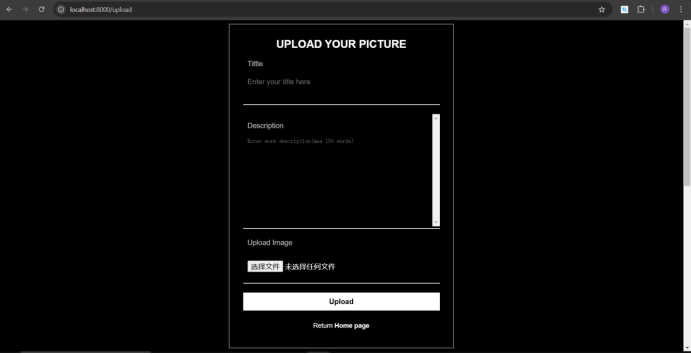 localhost:8000/upload
UPLOAD YOUR PICTURE
Tittle
Enter your title here
Description
Enter work description(max 120 words)
Upload Image
选择文件 未选择任何文件
Upload
Return Home page